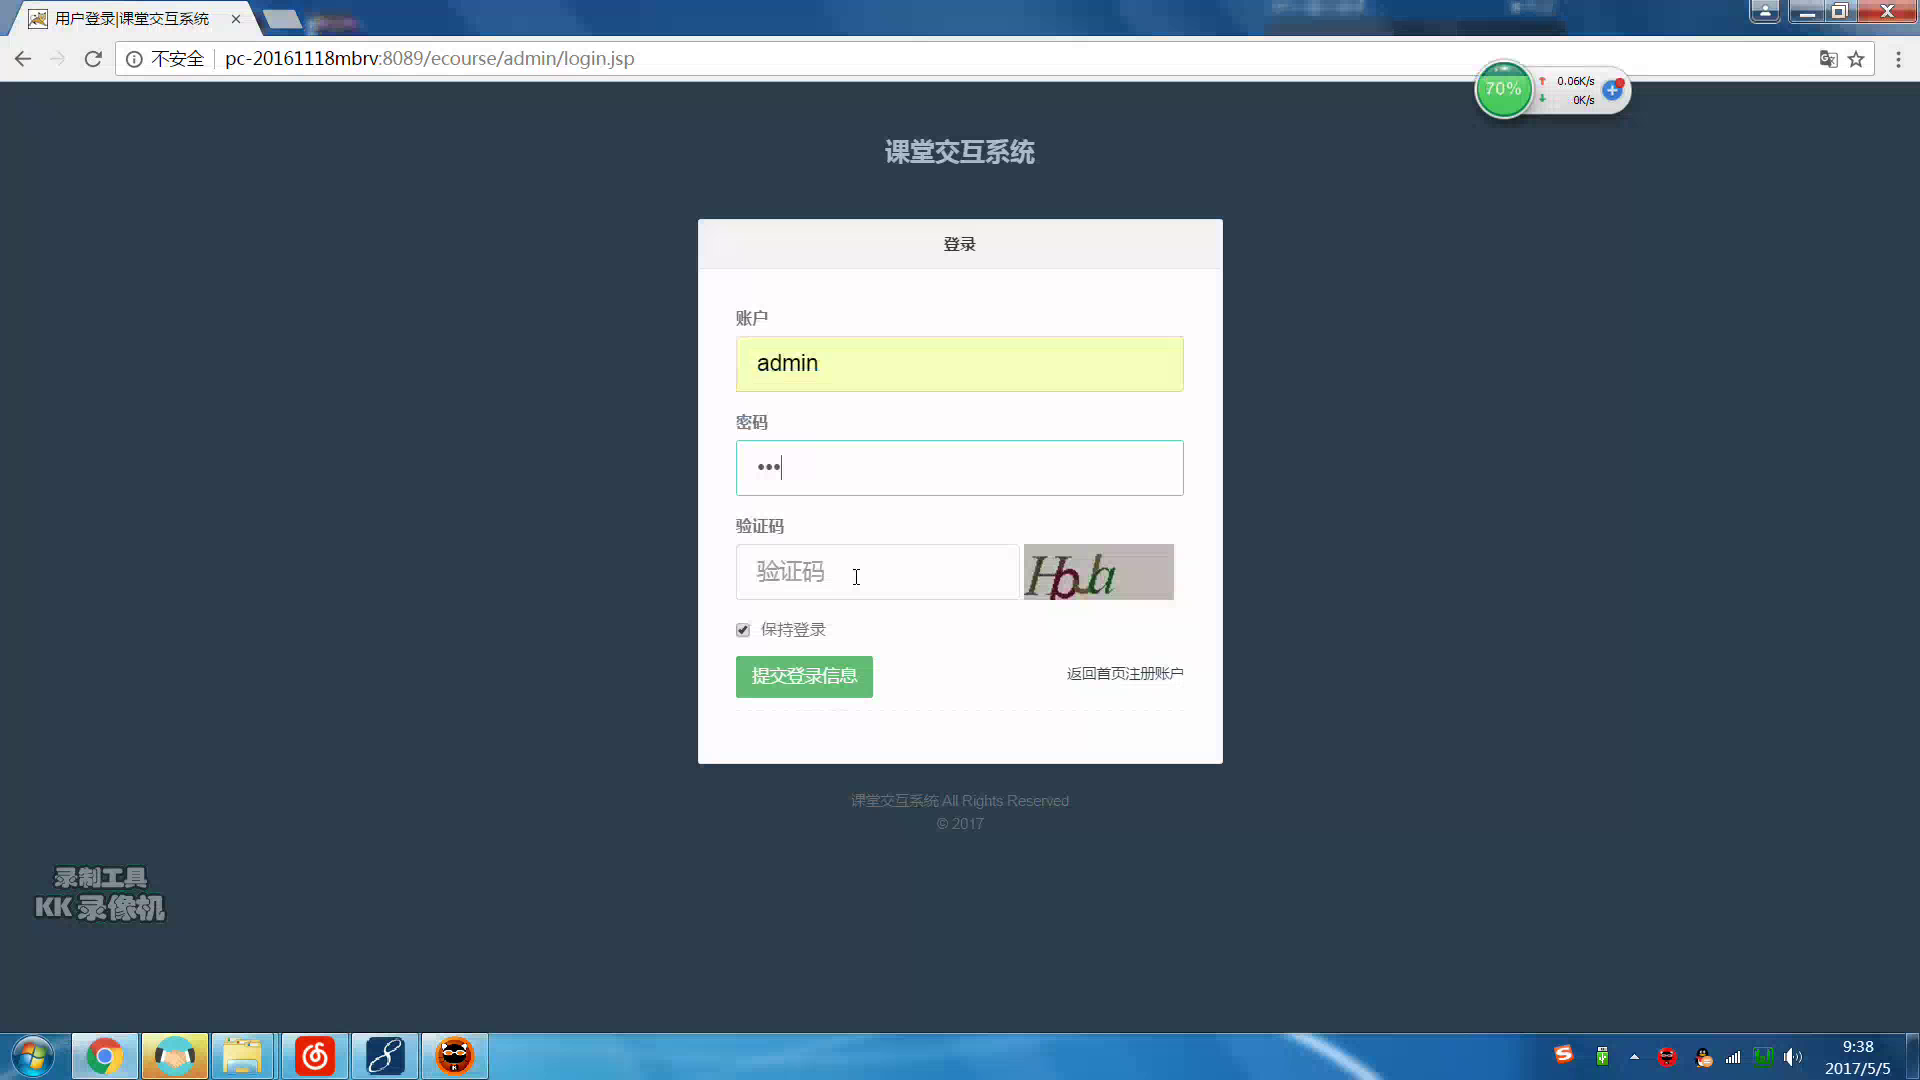 用户登录|课堂交互系统
不安全 pc-20161118mbrv:8089/ecourse/admin/login.jsp
70% 0.06K/s
0K/s
课堂交互系统
登录
账户
admin
密码
验证码
验证码
保持登录
提交登录信息 返回首页注册账户
课堂交互系统 All Rights Reserved
© 2017
录制工具
KK 录像机
9:38
2017/5/5